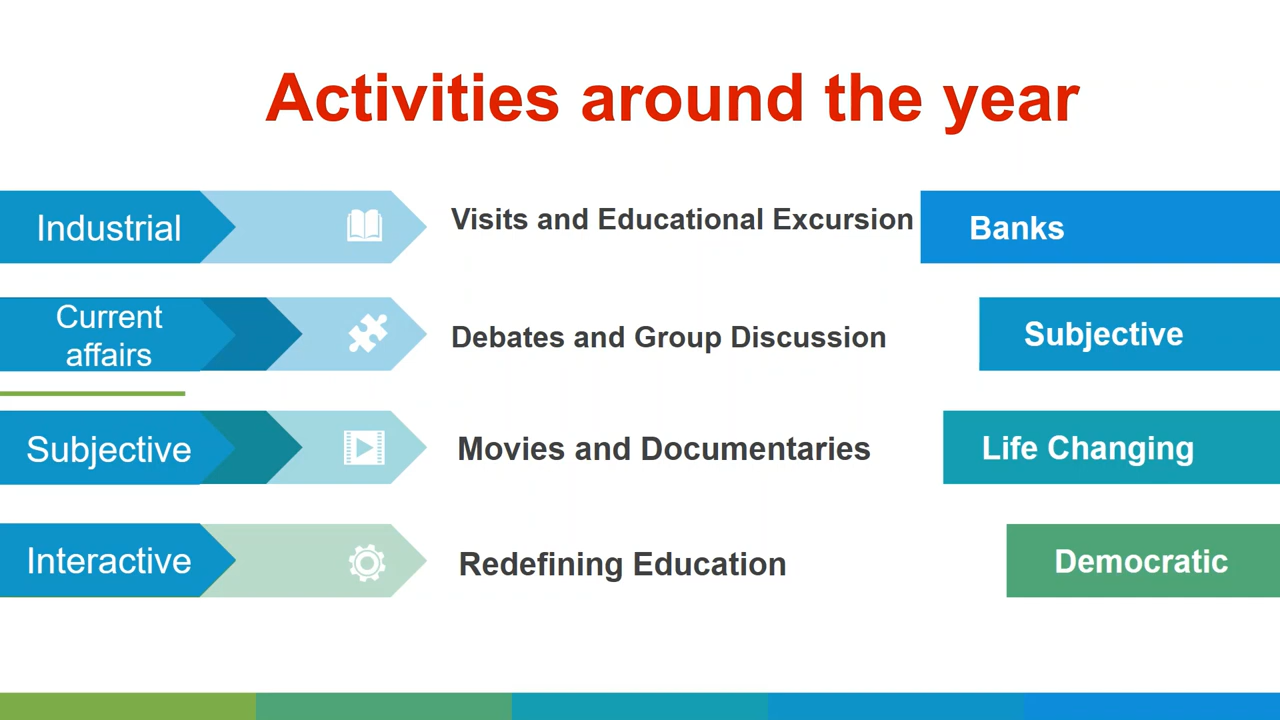 Activities around the year
Industrial
Visits and Educational Excursion
Banks
Current
affairs
Debates and Group Discussion
Subjective
Subjective
Movies and Documentaries
Life Changing
Interactive
Redefining Education
Democratic